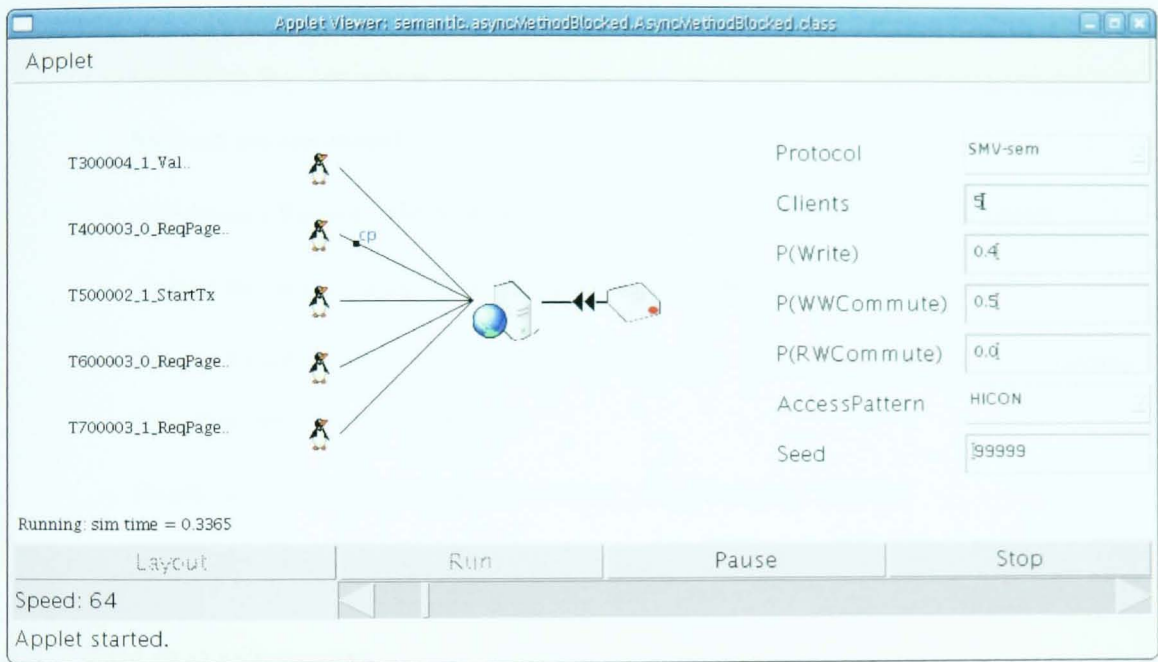 Applet Viewer: semantic.asyncMethodBlocked.AsyncMethodBlocked.class
Applet
T300004_1_Val..
T400003_0_ReqPage..
cp
T500002_1_StartTx
T600003_0_ReqPage..
T700003_1_ReqPage..
Protocol SMV-sem
Clients 5
P(Write) 0.4
P(WWCommute) 0.5
P(RWCommute) 0.0
AccessPattern HICON
Seed 99999
Running: sim time = 0.3365
Layout Run Pause Stop
Speed: 64
Applet started.